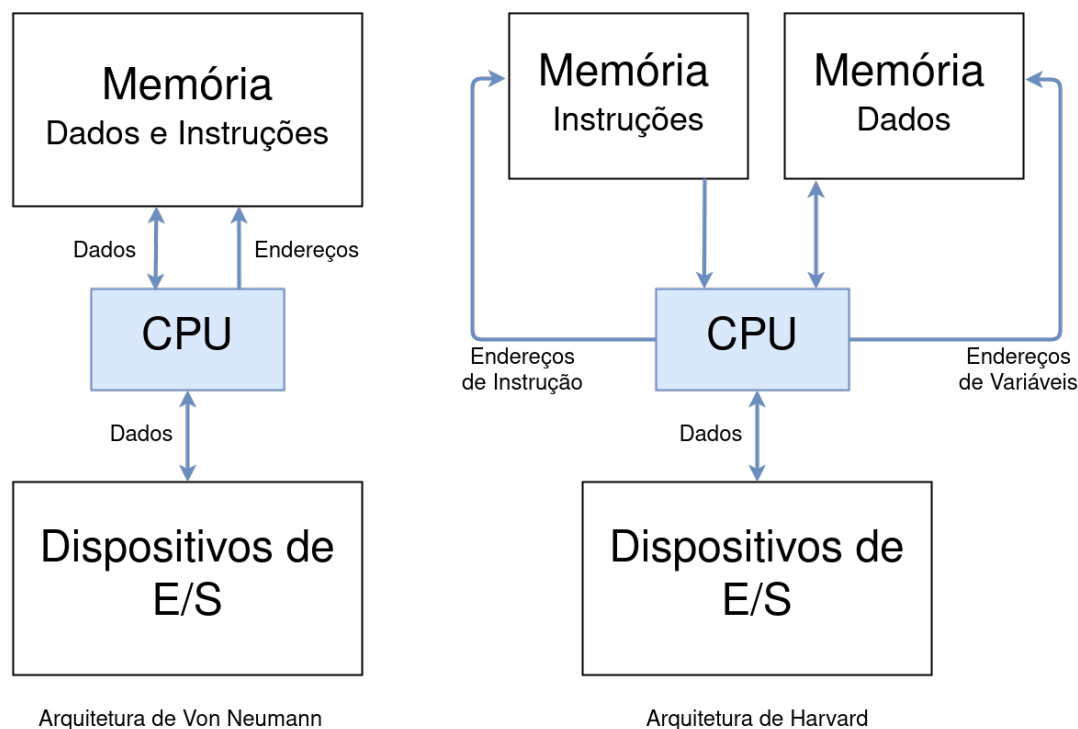 Memória
Dados e Instruções
Dados
Endereços
CPU
Dados
Dispositivos de
E/S
Arquitetura de Von Neumann
Memória
Instruções
Memória
Dados
CPU
Endereços
de Instrução
Endereços
de Variáveis
Dados
Dispositivos de
E/S
Arquitetura de Harvard